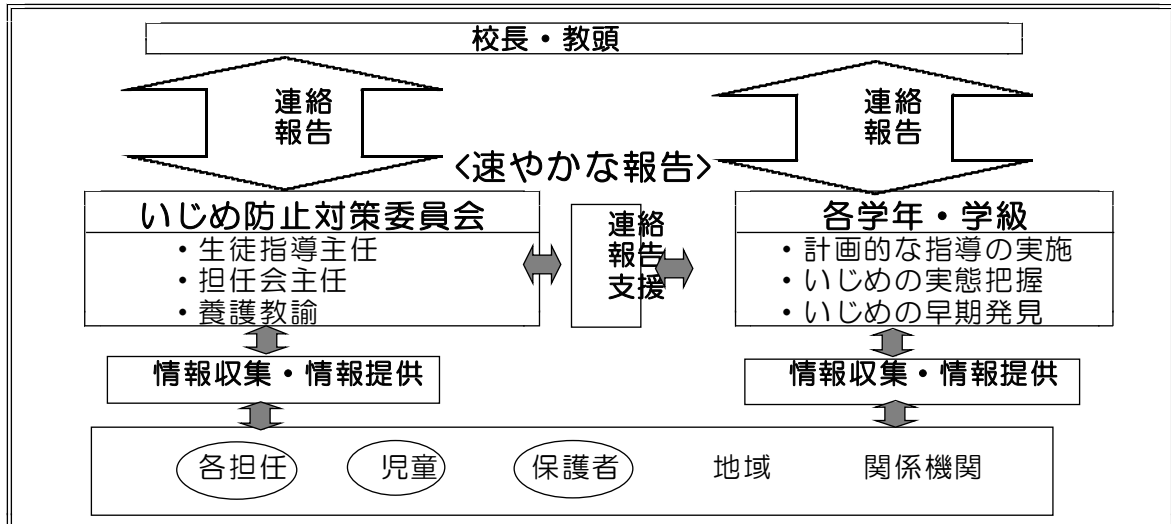 校長・教頭
連絡
報告
連絡
報告
<速やかな報告>
いじめ防止対策委員会
・生徒指導主任
・担任会主任
・養護教諭
連絡
報告
支援
各学年・学級
・計画的な指導の実施
・いじめの実態把握
・いじめの早期発見
情報収集・情報提供
情報収集・情報提供
各担任 児童 保護者 地域 関係機関